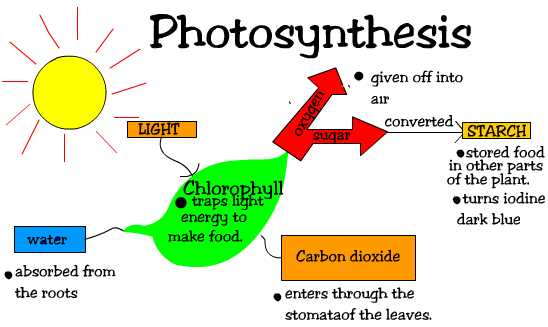 Photosynthesis
given off into
air
oxygen
sugar
converted
STARCH
stored food
in other parts
of the plant.
turns iodine
dark blue
LIGHT
Chlorophyll
traps light
energy to
make food.
water
absorbed from
the roots
Carbon dioxide
enters through the
stomataof the leaves.